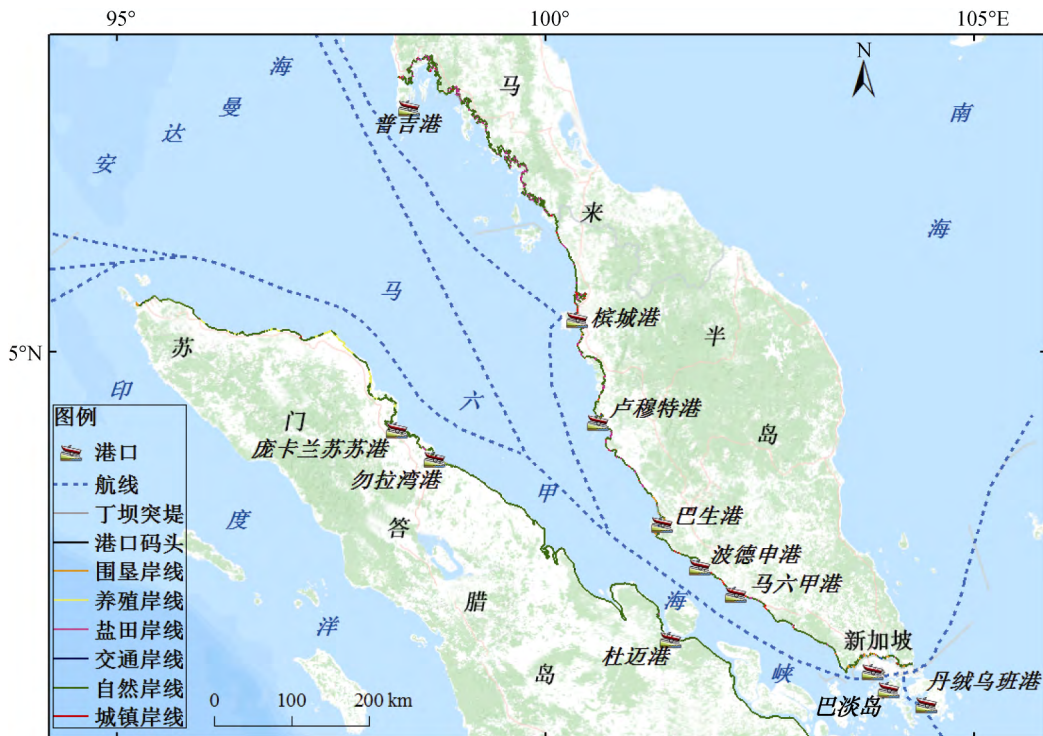 95°
100°
105°E
N
5°N
安达曼海
马来半岛
南海
普吉港
槟城港
卢穆特港
巴生港
波德申港
马六甲港
新加坡
丹绒乌班港
巴淡岛
杜迈港
勿拉湾港
庞卡兰苏苏港
马六甲海峡
苏门答腊岛
印度洋
图例
港口
航线
丁坝突堤
港口码头
围垦岸线
养殖岸线
盐田岸线
交通岸线
自然岸线
城镇岸线
0 100 200 km